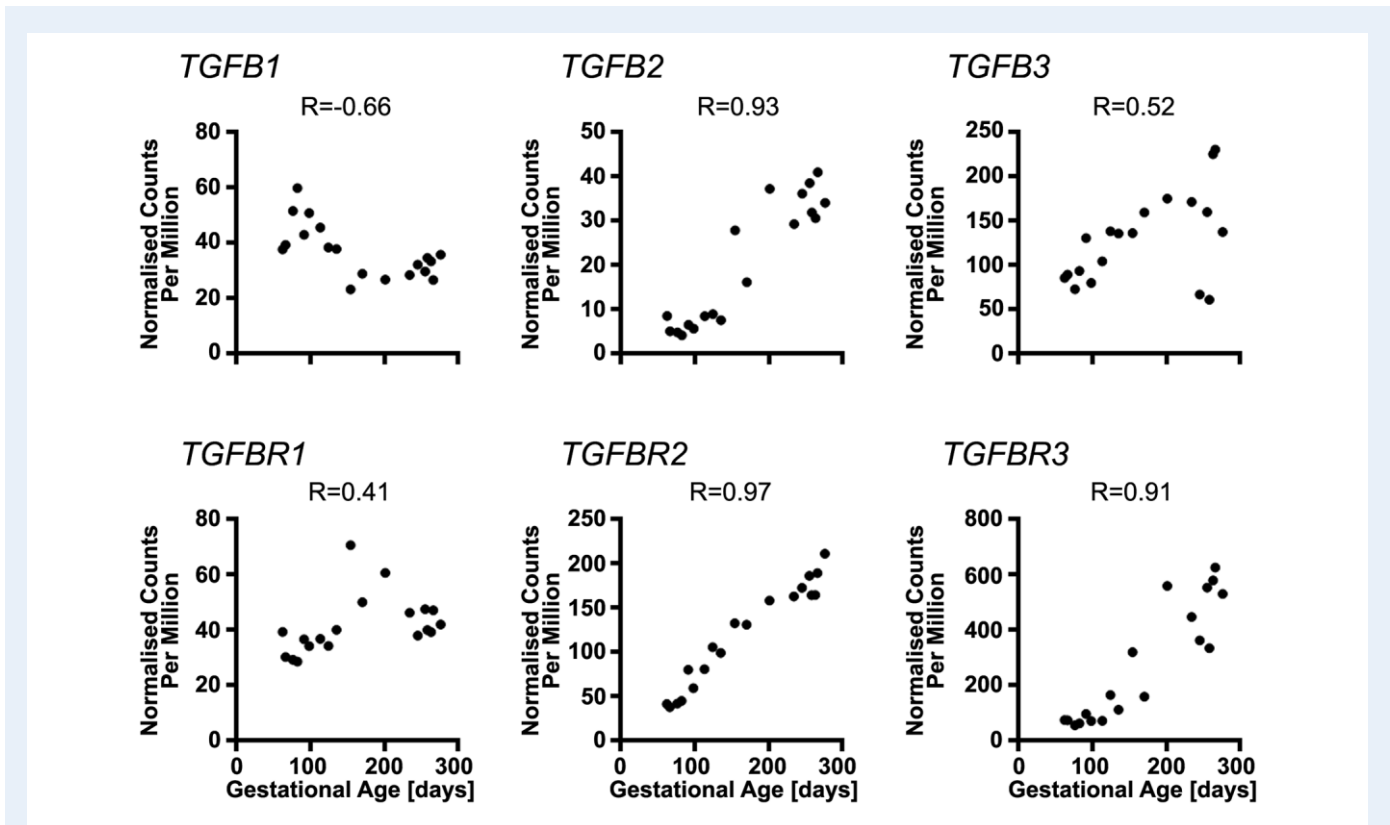 TGFB1
R=-0.66
Normalised Counts
Per Million
80
60
40
20
0
TGFB2
R=0.93
Normalised Counts
Per Million
50
40
30
20
10
0
TGFB3
R=0.52
Normalised Counts
Per Million
250
200
150
100
50
0
TGFBR1
R=0.41
Normalised Counts
Per Million
80
60
40
20
0
0 100 200 300
Gestational Age [days]
TGFBR2
R=0.97
Normalised Counts
Per Million
250
200
150
100
50
0
0 100 200 300
Gestational Age [days]
TGFBR3
R=0.91
Normalised Counts
Per Million
800
600
400
200
0
0 100 200 300
Gestational Age [days]